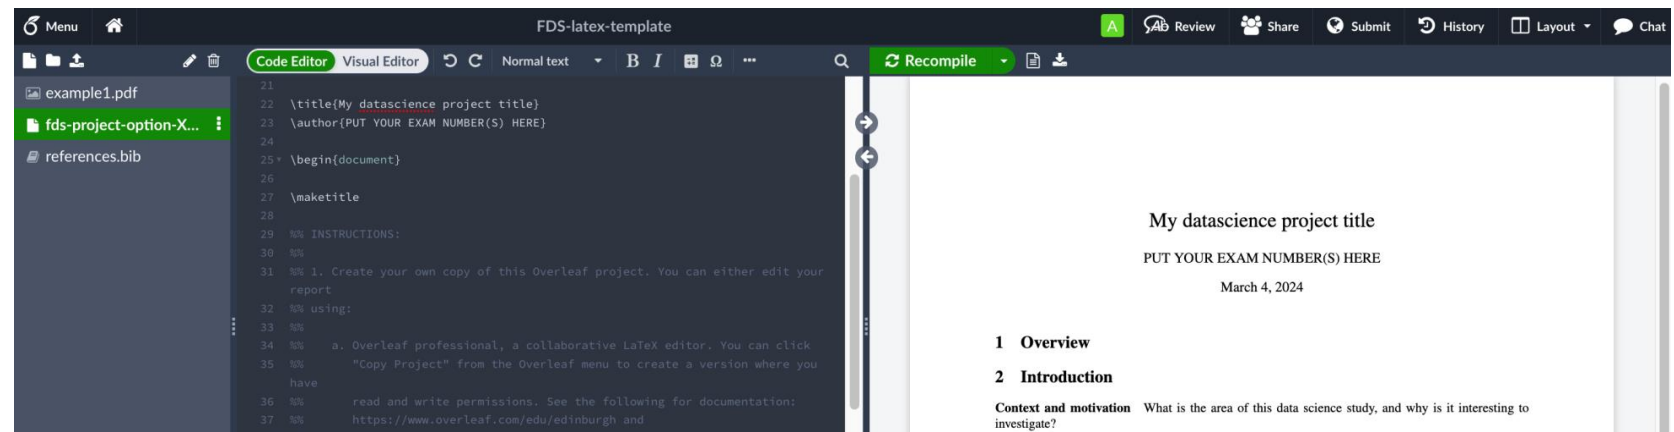 Menu
FDS-latex-template
A
Review
Share
Submit
History
Layout
Chat
Code Editor
Visual Editor
Normal text
B I
Ω
Recompile
example1.pdf
fds-project-option-X...
references.bib
21
22 \title{My datascience project title}
23 \author{PUT YOUR EXAM NUMBER(S) HERE}
24
25 \begin{document}
26
27 \maketitle
28
29 %% INSTRUCTIONS:
30 %%
31 %% 1. Create your own copy of this Overleaf project. You can either edit your
report
32 %% using:
33 %%
34 %% a. Overleaf professional, a collaborative LaTeX editor. You can click
35 %% "Copy Project" from the Overleaf menu to create a version where you
have
36 %% read and write permissions. See the following for documentation:
37 %% https://www.overleaf.com/edu/edinburgh and
My datascience project title
PUT YOUR EXAM NUMBER(S) HERE
March 4, 2024
1 Overview
2 Introduction
Context and motivation What is the area of this data science study, and why is it interesting to
investigate?